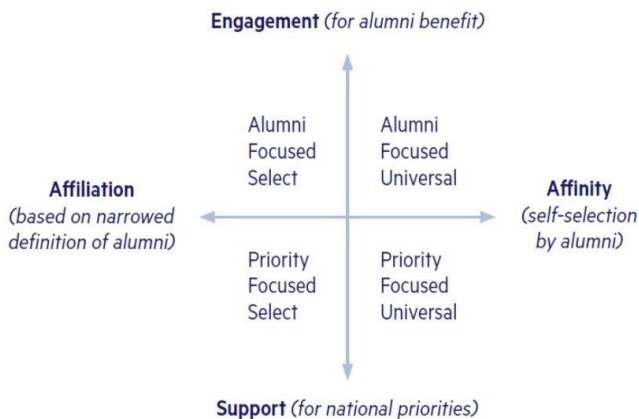 Engagement (for alumni benefit)
Alumni
Focused
Select
Alumni
Focused
Universal
Affiliation
(based on narrowed
definition of alumni)
Affinity
(self-selection
by alumni)
Priority
Focused
Select
Priority
Focused
Universal
Support (for national priorities)